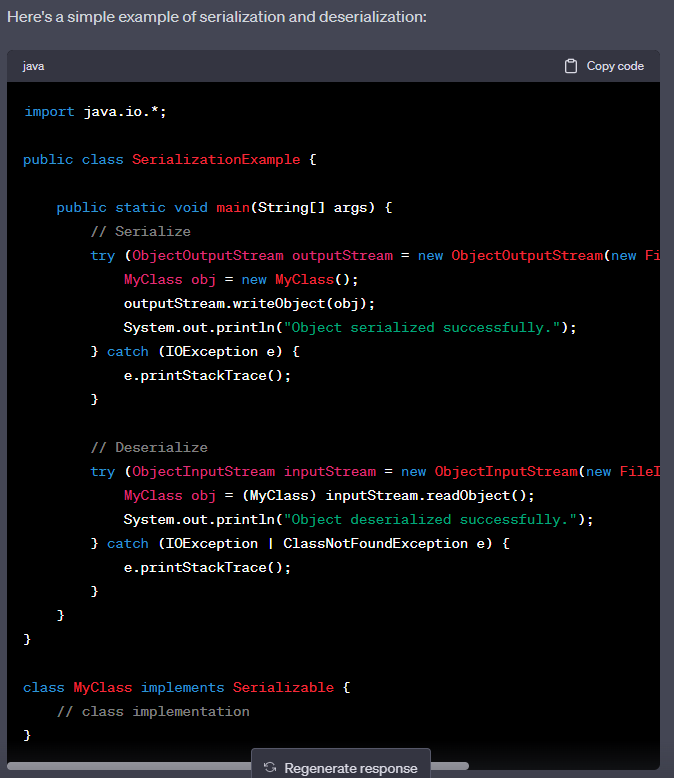 Here's a simple example of serialization and deserialization:
java
Copy code
import java.io.*;
public class SerializationExample {
public static void main(String[] args) {
// Serialize
try (ObjectOutputStream outputStream = new ObjectOutputStream(new Fi
MyClass obj = new MyClass();
outputStream.writeObject(obj);
System.out.println("Object serialized successfully.");
} catch (IOException e) {
e.printStackTrace();
}
// Deserialize
try (ObjectInputStream inputStream = new ObjectInputStream(new FileI
MyClass obj = (MyClass) inputStream.readObject();
System.out.println("Object deserialized successfully.");
} catch (IOException | ClassNotFoundException e) {
e.printStackTrace();
}
}
}
class MyClass implements Serializable {
// class implementation
}
Regenerate response